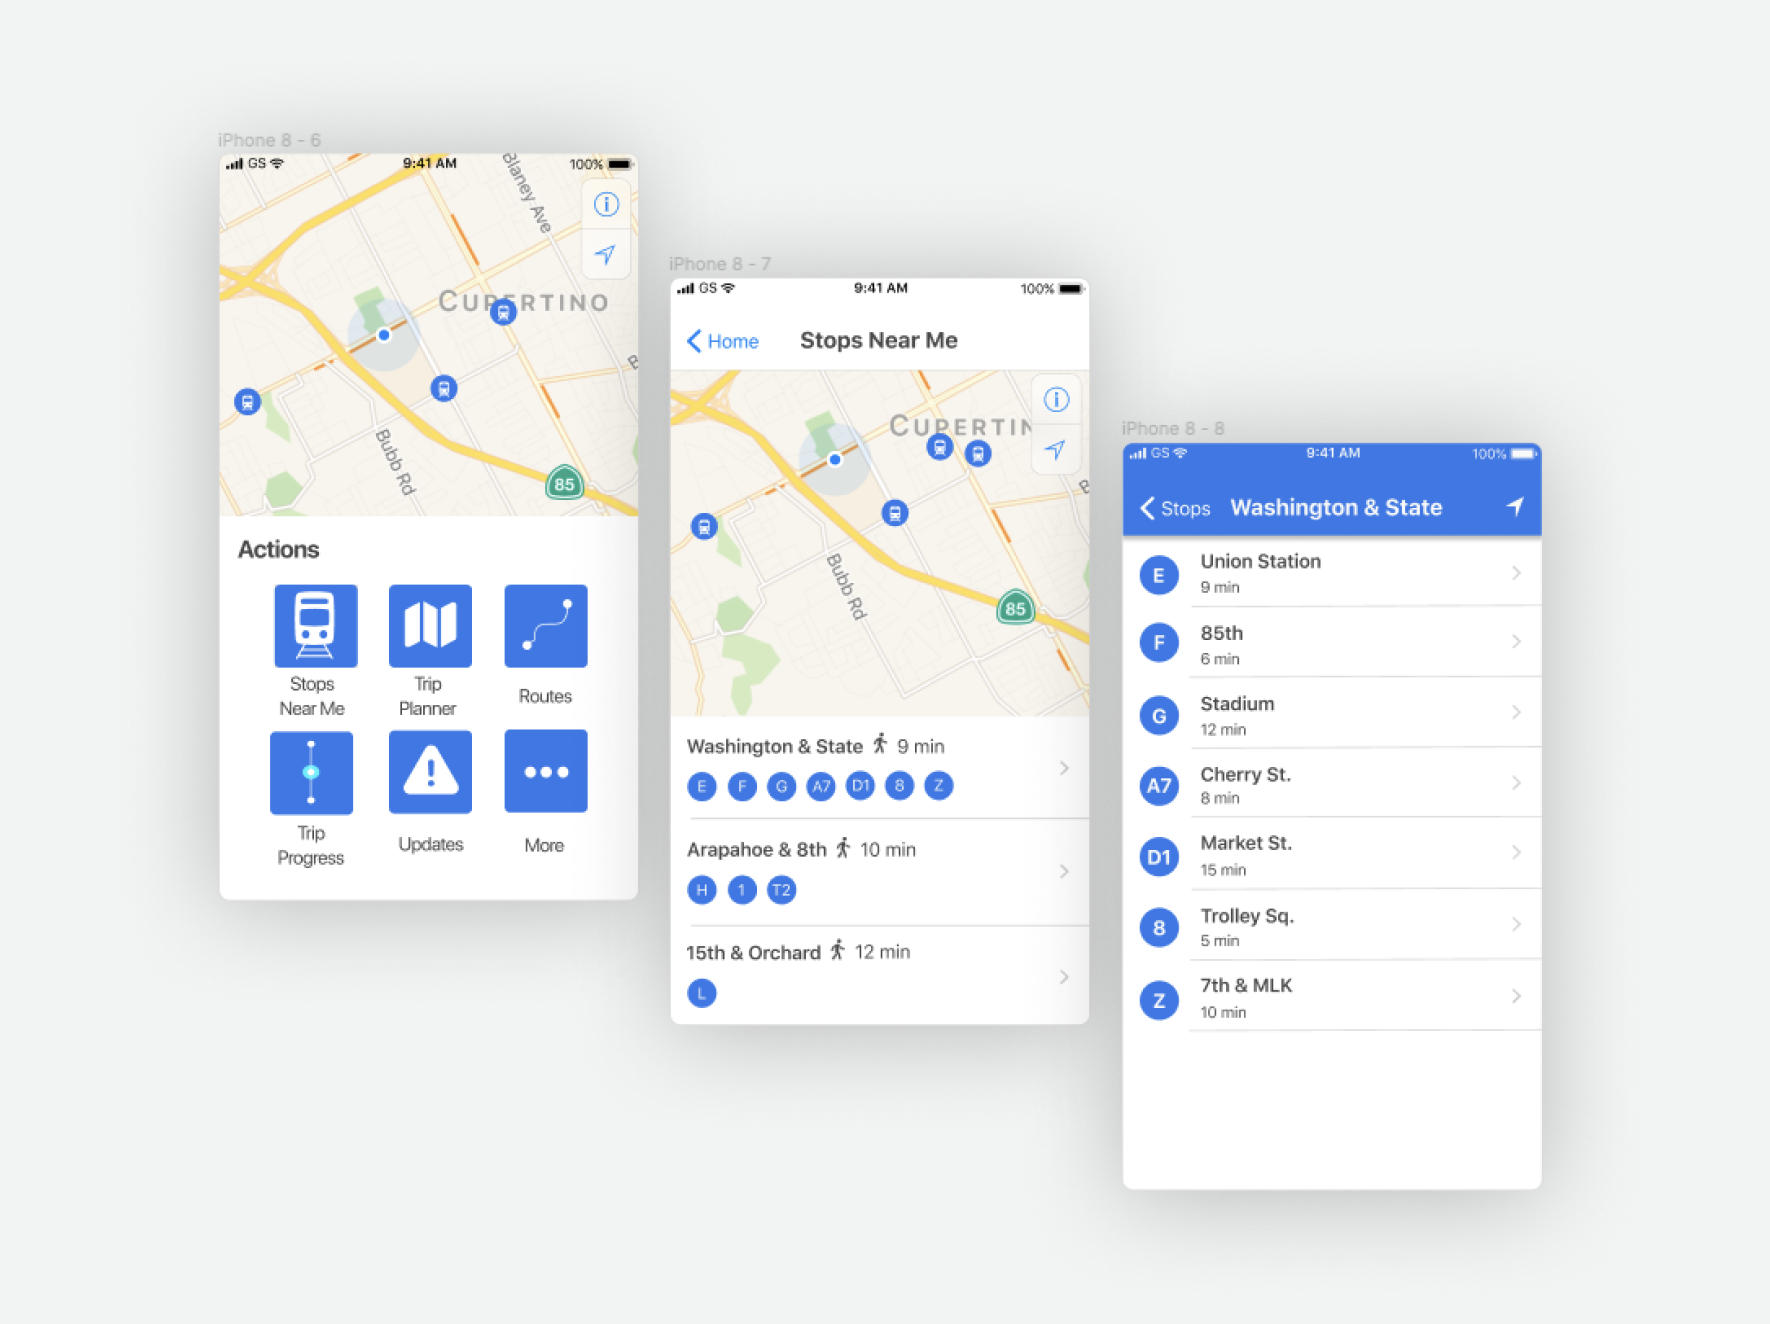 iPhone 8 - 6
GS 9:41 AM 100%
Blaney Ave
CUPERTINO
Bubb Rd
85
Actions
Stops
Near Me
Trip
Planner
Routes
Trip
Progress
Updates
More
iPhone 8 - 7
GS 9:41 AM 100%
Home Stops Near Me
CUPERTIN
Bubb Rd
85
Washington & State 9 min
E F G A7 D1 8 Z
Arapahoe & 8th 10 min
H 1 T2
15th & Orchard 12 min
L
iPhone 8 - 8
GS 9:41 AM 100%
Stops Washington & State
E Union Station
9 min
F 85th
6 min
G Stadium
12 min
A7 Cherry St.
8 min
D1 Market St.
15 min
8 Trolley Sq.
5 min
Z 7th & MLK
10 min